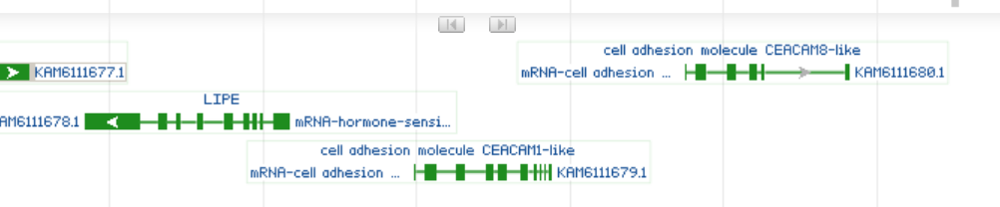 cell adhesion molecule CEACAM8-like
KAM6111677.1 mRNA-cell adhesion ... KAM6111680.1
LIPE
AM6111678.1 mRNA-hormone-sensi...
cell adhesion molecule CEACAM1-like
mRNA-cell adhesion ... KAM6111679.1